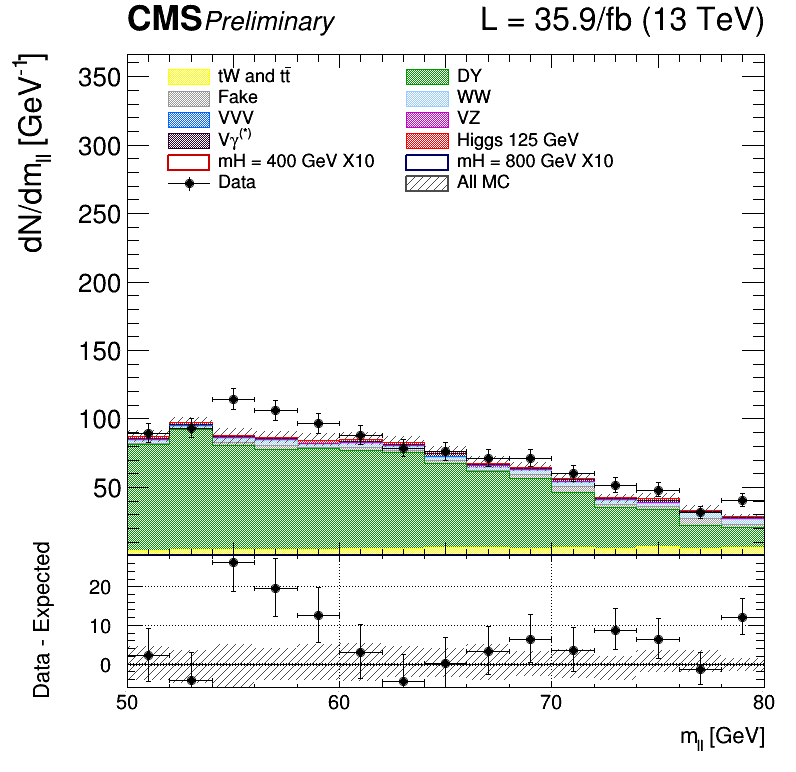 CMS Preliminary L = 35.9/fb (13 TeV)
dN/dm_ll [GeV⁻¹]
350
300
250
200
150
100
50
tW and tt̄
DY
Fake
WW
VVV
VZ
Vγ⁽*⁾
Higgs 125 GeV
mH = 400 GeV X10
mH = 800 GeV X10
Data
All MC
Data - Expected
20
10
0
50 60 70 80
m_ll [GeV]